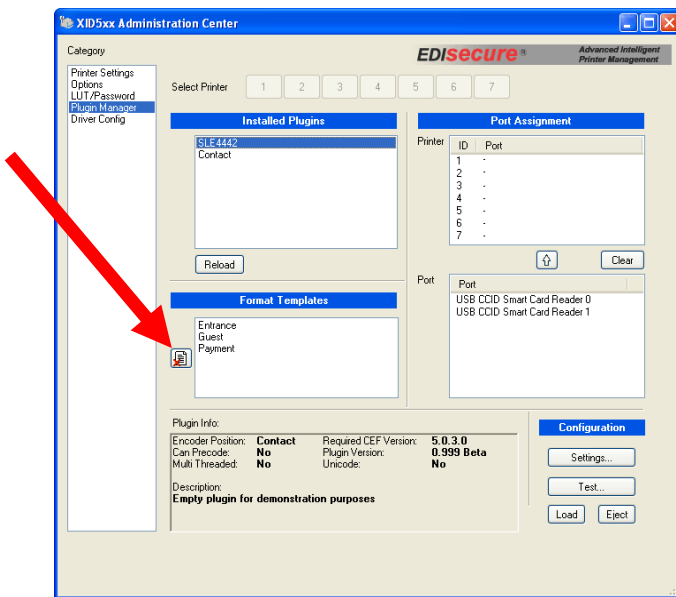 XID5xx Administration Center
Category
EDIsecure® Advanced Intelligent
Printer Management
Printer Settings
Options
LUT/Password
Plugin Manager
Driver Config
Select Printer 1 2 3 4 5 6 7
Installed Plugins
SLE4442
Contact
Reload
Format Templates
Entrance
Guest
Payment
Port Assignment
Printer
ID Port
1 -
2 -
3 -
4 -
5 -
6 -
7 -
Clear
Port
Port
USB CCID Smart Card Reader 0
USB CCID Smart Card Reader 1
Plugin Info:
Encoder Position: Contact Required CEF Version: 5.0.3.0
Can Precode: No Plugin Version: 0.999 Beta
Multi Threaded: No Unicode: No
Description:
Empty plugin for demonstration purposes
Configuration
Settings...
Test...
Load Eject